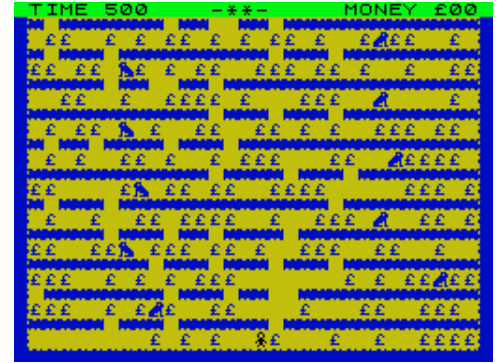 TIME 500 -**- MONEY £00
££ £ £ £ £ £ £££
££ ££ £ £ ££ £££ ££ £ ££
££ £ ££££ £££ £
£ ££ £ ££ ££ £ £ £ £ £
£ £ ££ £ £ £££ ££ £££££
££ £ ££ ££ ££££ £ £ £
£ £ ££ ££££ £ £ £ ££ £
££ ££ £££ ££ £ £££ £
£££ £ £ £ £££ £ ££ £££
£££ £ £ £ ££ ££ £££
£ £ £ £ £ £ ££££